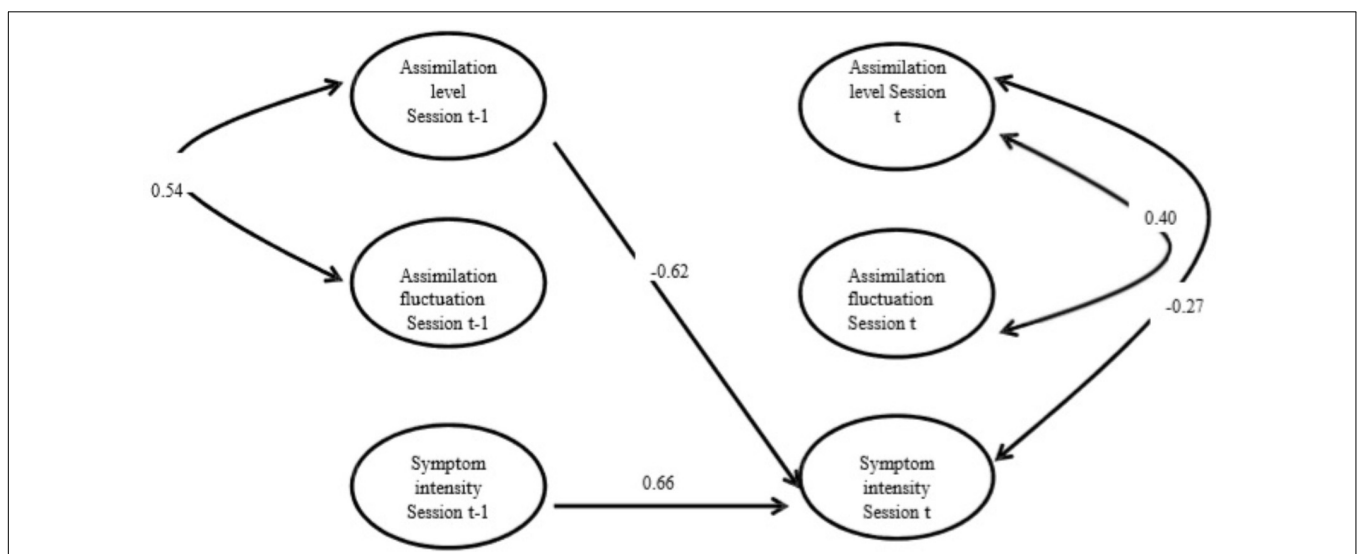 Assimilation
level
Session t-1
Assimilation
level Session
t
0.54
0.40
Assimilation
fluctuation
Session t-1
-0.62
Assimilation
fluctuation
Session t
-0.27
Symptom
intensity
Session t-1
0.66
Symptom
intensity
Session t